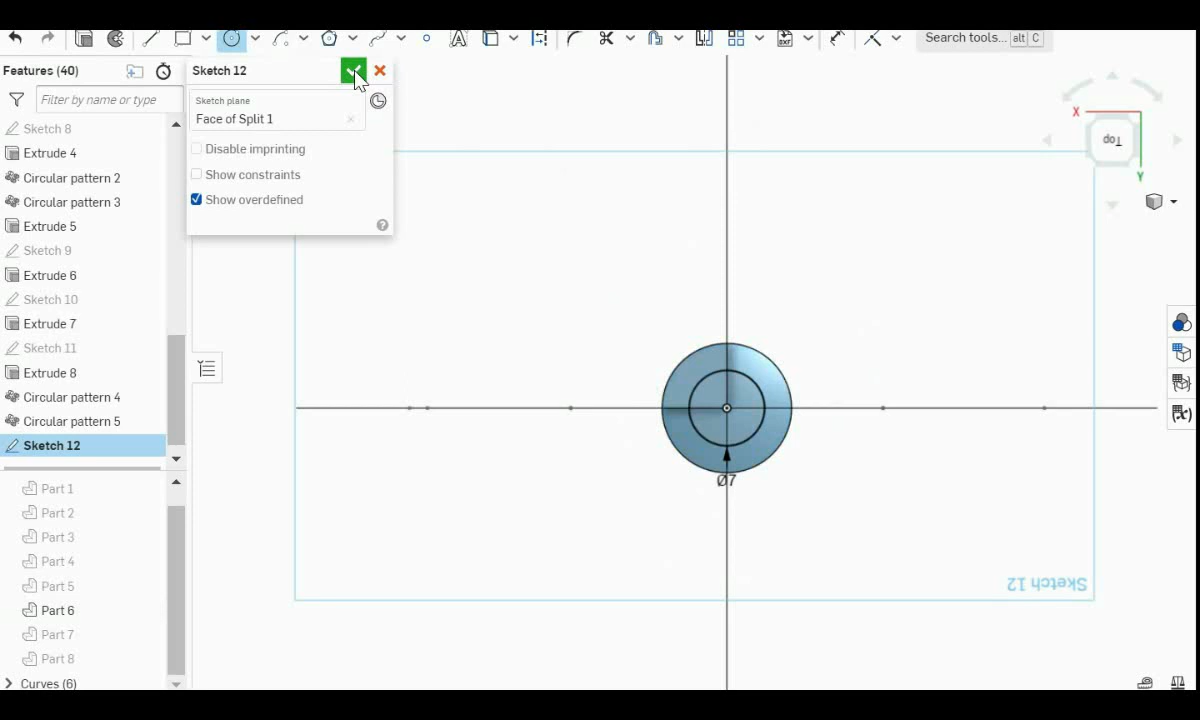 Search tools... alt C
Features (40)
Filter by name or type
Sketch 8
Extrude 4
Circular pattern 2
Circular pattern 3
Extrude 5
Sketch 9
Extrude 6
Sketch 10
Extrude 7
Sketch 11
Extrude 8
Circular pattern 4
Circular pattern 5
Sketch 12
Part 1
Part 2
Part 3
Part 4
Part 5
Part 6
Part 7
Part 8
Curves (6)
Sketch 12
Sketch plane
Face of Split 1
Disable imprinting
Show constraints
Show overdefined
X
Top
Y
Ø7
Sketch 12